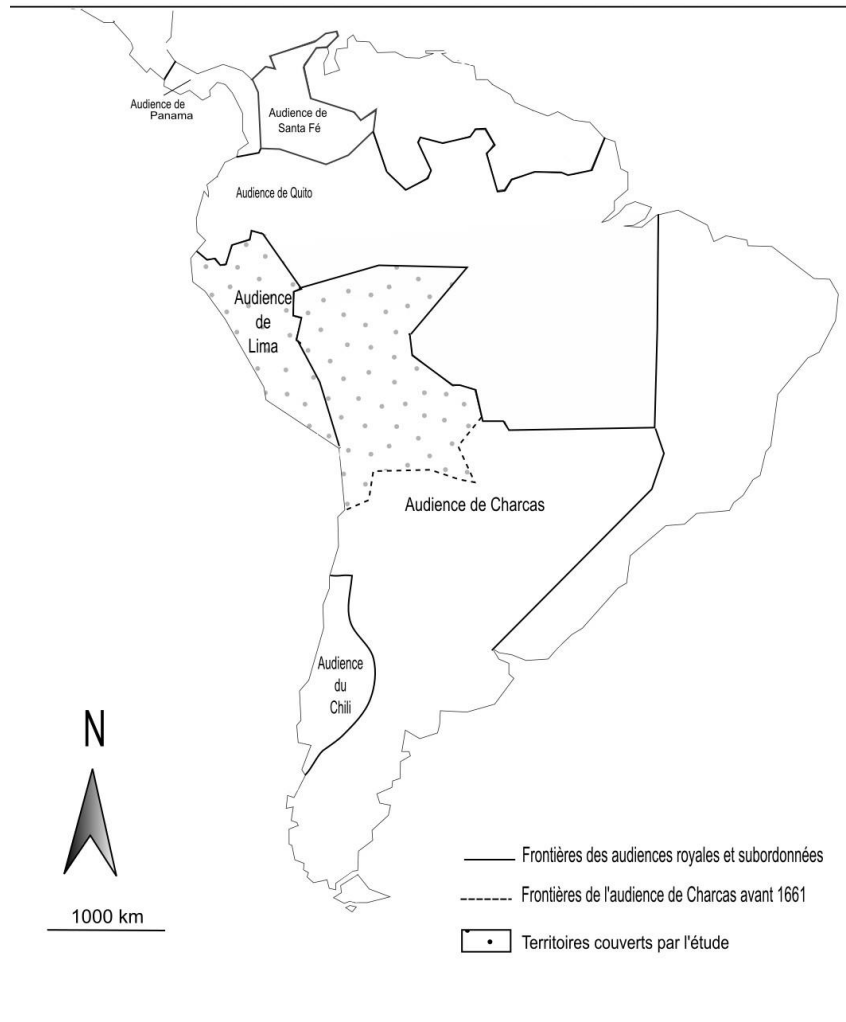 Audience de
Panama
Audience de
Santa Fé
Audience de Quito
Audience
de
Lima
Audience de Charcas
Audience
du
Chili
N
1000 km
Frontières des audiences royales et subordonnées
Frontières de l'audience de Charcas avant 1661
Territoires couverts par l'étude